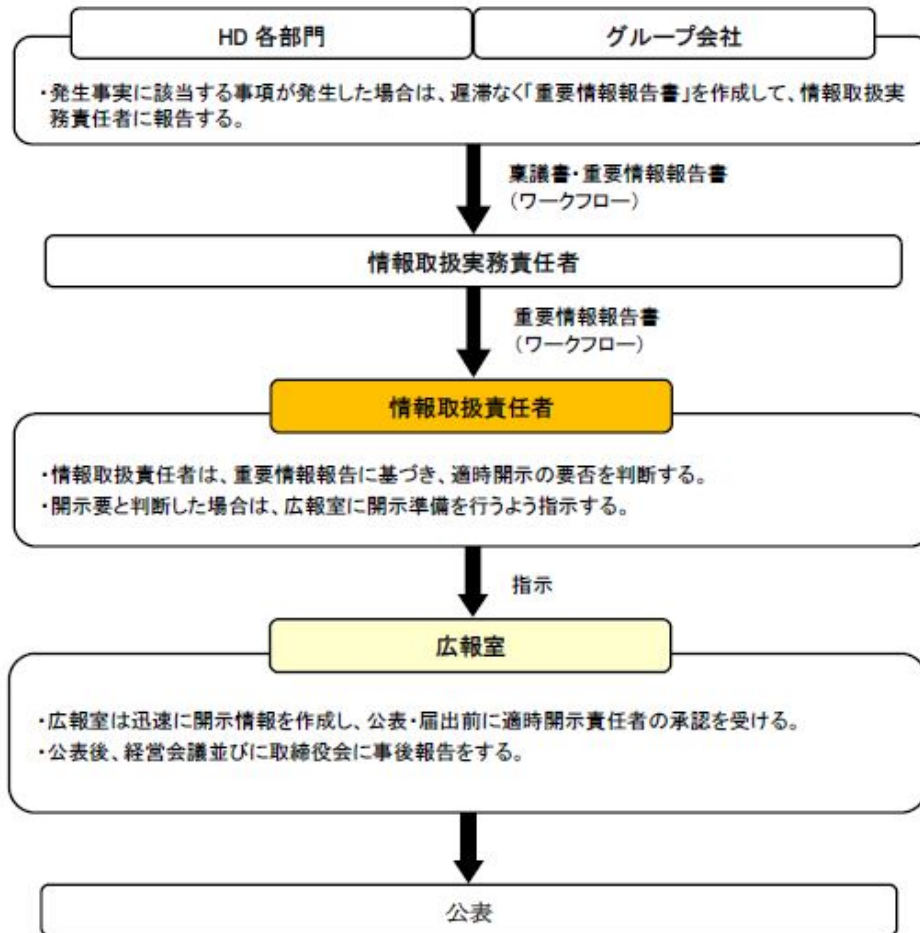 HD 各部門
グループ会社
・発生事実に該当する事項が発生した場合は、遅滞なく「重要情報報告書」を作成して、情報取扱実
務責任者に報告する。
稟議書・重要情報報告書
（ワークフロー）
情報取扱実務責任者
重要情報報告書
（ワークフロー）
情報取扱責任者
・情報取扱責任者は、重要情報報告に基づき、適時開示の要否を判断する。
・開示要と判断した場合は、広報室に開示準備を行うよう指示する。
指示
広報室
・広報室は迅速に開示情報を作成し、公表・届出前に適時開示責任者の承認を受ける。
・公表後、経営会議並びに取締役会に事後報告をする。
公表